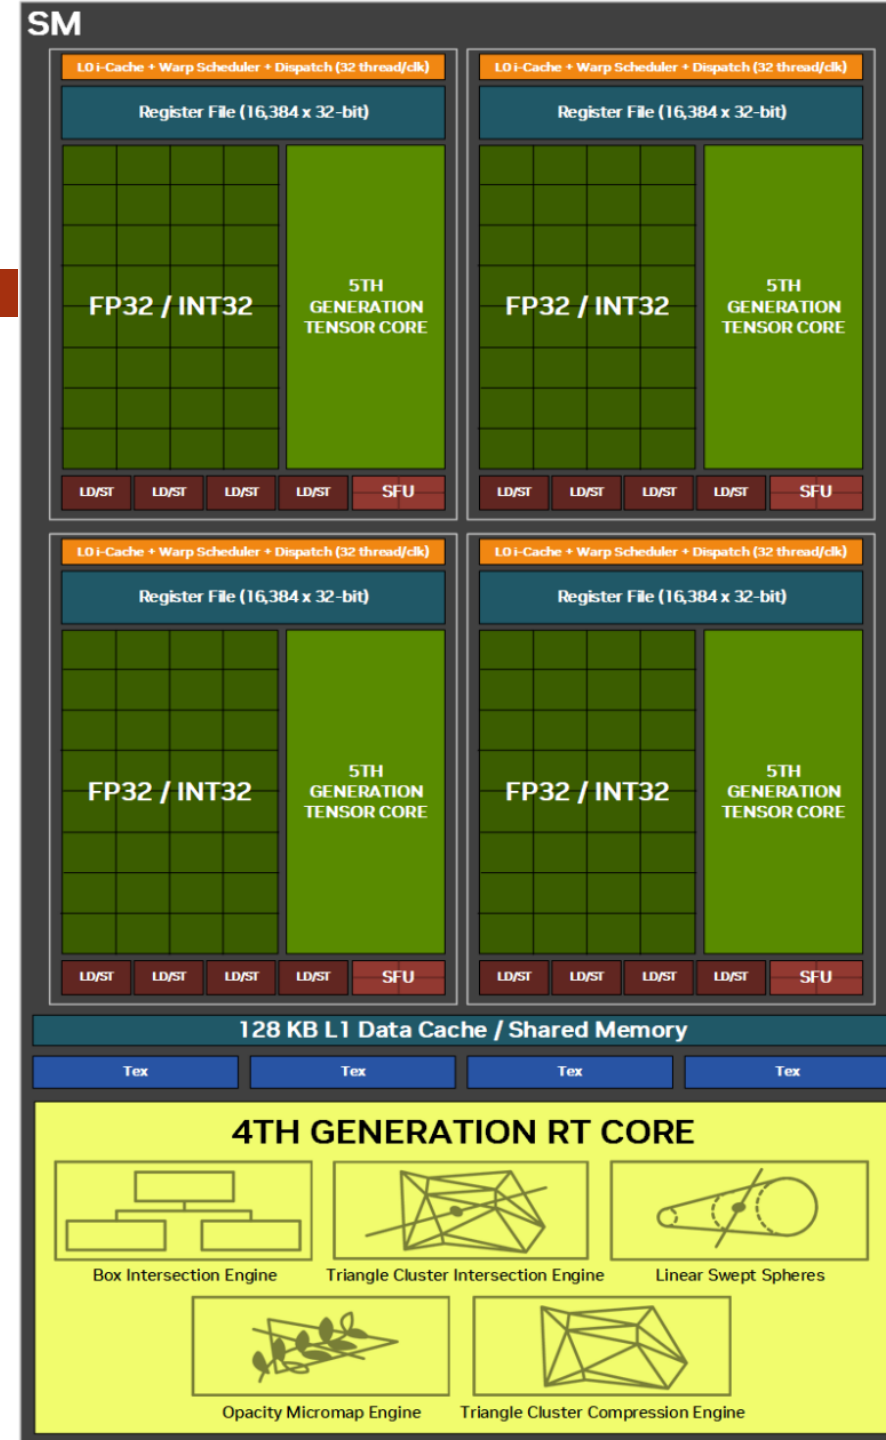 SM
L0 i-Cache + Warp Scheduler + Dispatch (32 thread/clk)
L0 i-Cache + Warp Scheduler + Dispatch (32 thread/clk)
Register File (16,384 x 32-bit)
Register File (16,384 x 32-bit)
FP32 / INT32
5TH
GENERATION
TENSOR CORE
FP32 / INT32
5TH
GENERATION
TENSOR CORE
LD/ST LD/ST LD/ST LD/ST SFU
LD/ST LD/ST LD/ST LD/ST SFU
L0 i-Cache + Warp Scheduler + Dispatch (32 thread/clk)
L0 i-Cache + Warp Scheduler + Dispatch (32 thread/clk)
Register File (16,384 x 32-bit)
Register File (16,384 x 32-bit)
FP32 / INT32
5TH
GENERATION
TENSOR CORE
FP32 / INT32
5TH
GENERATION
TENSOR CORE
LD/ST LD/ST LD/ST LD/ST SFU
LD/ST LD/ST LD/ST LD/ST SFU
128 KB L1 Data Cache / Shared Memory
Tex Tex Tex Tex
4TH GENERATION RT CORE
Box Intersection Engine
Triangle Cluster Intersection Engine
Linear Swept Spheres
Opacity Micromap Engine
Triangle Cluster Compression Engine